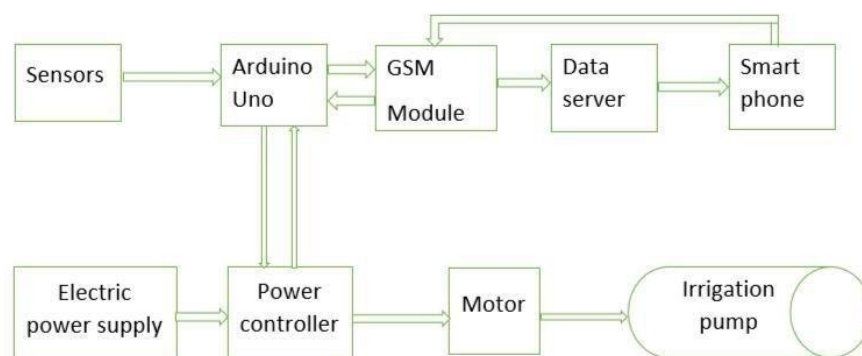 Sensors
Arduino
Uno
GSM
Module
Data
server
Smart
phone
Electric
power supply
Power
controller
Motor
Irrigation
pump